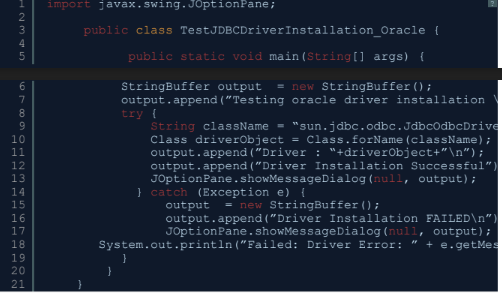 1 import javax.swing.JOptionPane;
2
3 public class TestJDBCDriverInstallation_Oracle {
4
5 public static void main(String[] args) {
6 StringBuffer output  = new StringBuffer();
7 output.append(”Testing oracle driver installation \
8 try {
9 String className = “sun.jdbc.odbc.JdbcOdbcDrive
10 Class driverObject = Class.forName(className);
11 output.append(”Driver : “+driverObject+”\n”);
12 output.append(”Driver Installation Successful”)
13 JOptionPane.showMessageDialog(null, output);
14 } catch (Exception e) {
15 output  = new StringBuffer();
16 output.append(”Driver Installation FAILED\n”)
17 JOptionPane.showMessageDialog(null, output);
18 System.out.println(”Failed: Driver Error: ” + e.getMes
19 }
20 }
21 }